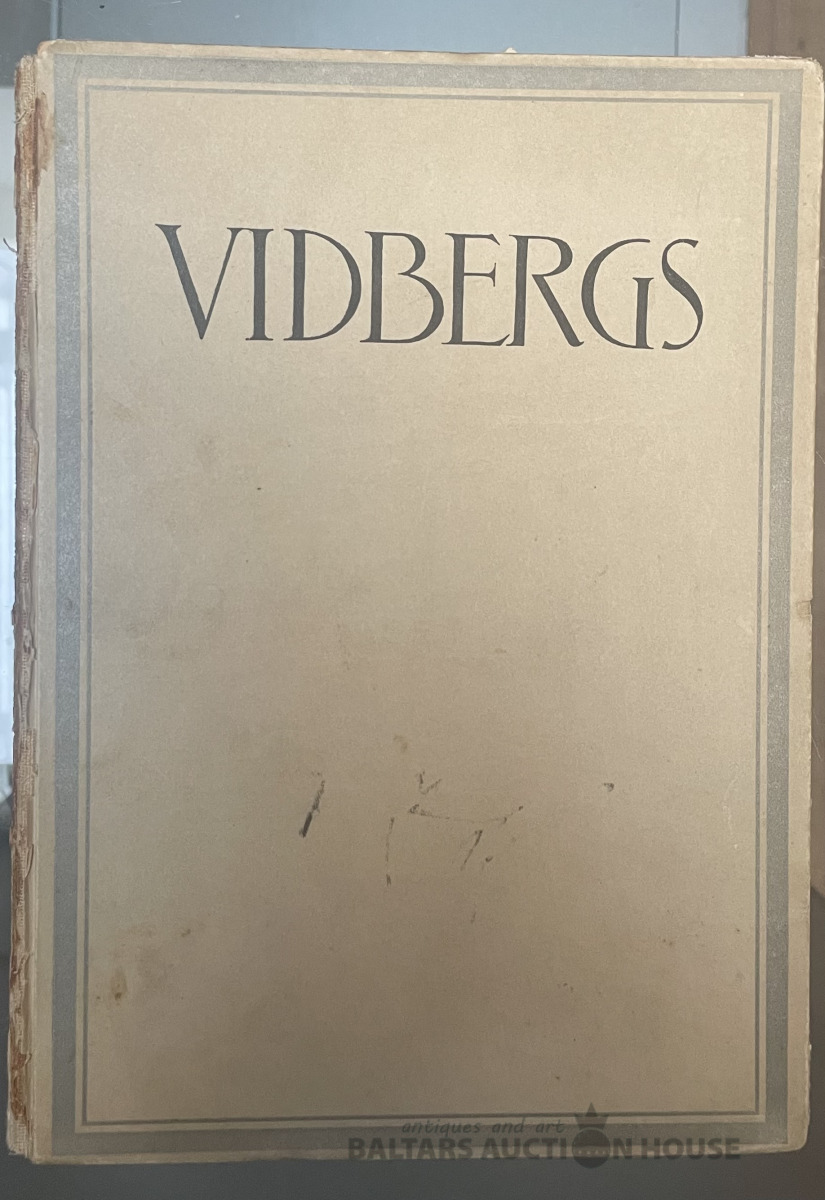 VIDBERGS
antiques and art
BALTARS AUCTION HOUSE